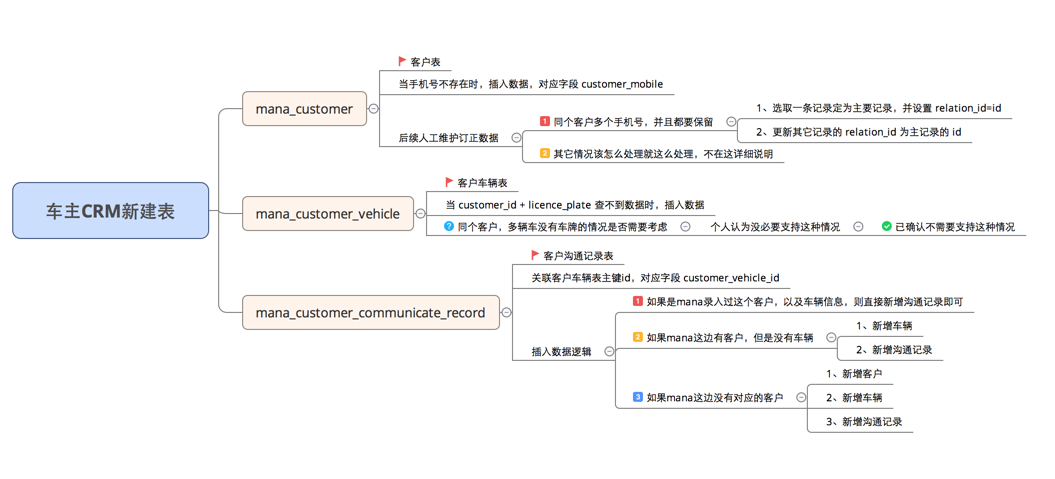 车主CRM新建表
mana_customer
客户表
当手机号不存在时，插入数据，对应字段 customer_mobile
后续人工维护订正数据
1 同个客户多个手机号，并且都要保留
1、选取一条记录定为主要记录，并设置 relation_id=id
2、更新其它记录的 relation_id 为主记录的 id
2 其它情况该怎么处理就这么处理，不在这详细说明
mana_customer_vehicle
客户车辆表
当 customer_id + licence_plate 查不到数据时，插入数据
? 同个客户，多辆车没有车牌的情况是否需要考虑
个人认为没必要支持这种情况
已确认不需要支持这种情况
mana_customer_communicate_record
客户沟通记录表
关联客户车辆表主键id，对应字段 customer_vehicle_id
插入数据逻辑
1 如果是mana录入过这个客户，以及车辆信息，则直接新增沟通记录即可
2 如果mana这边有客户，但是没有车辆
1、新增车辆
2、新增沟通记录
3 如果mana这边没有对应的客户
1、新增客户
2、新增车辆
3、新增沟通记录